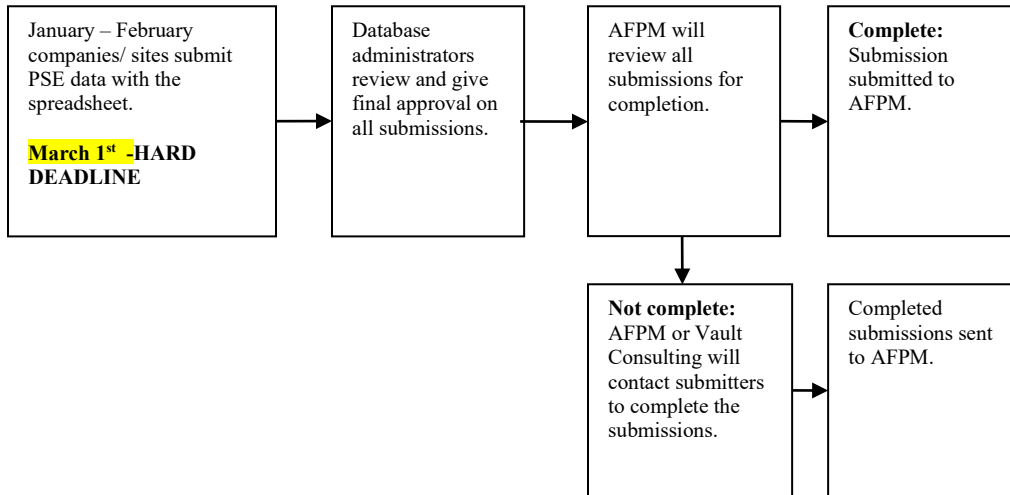 January – February
companies/ sites submit
PSE data with the
spreadsheet.
March 1st -HARD
DEADLINE
Database
administrators
review and give
final approval on
all submissions.
AFPM will
review all
submissions for
completion.
Complete:
Submission
submitted to
AFPM.
Not complete:
AFPM or Vault
Consulting will
contact submitters
to complete the
submissions.
Completed
submissions sent
to AFPM.